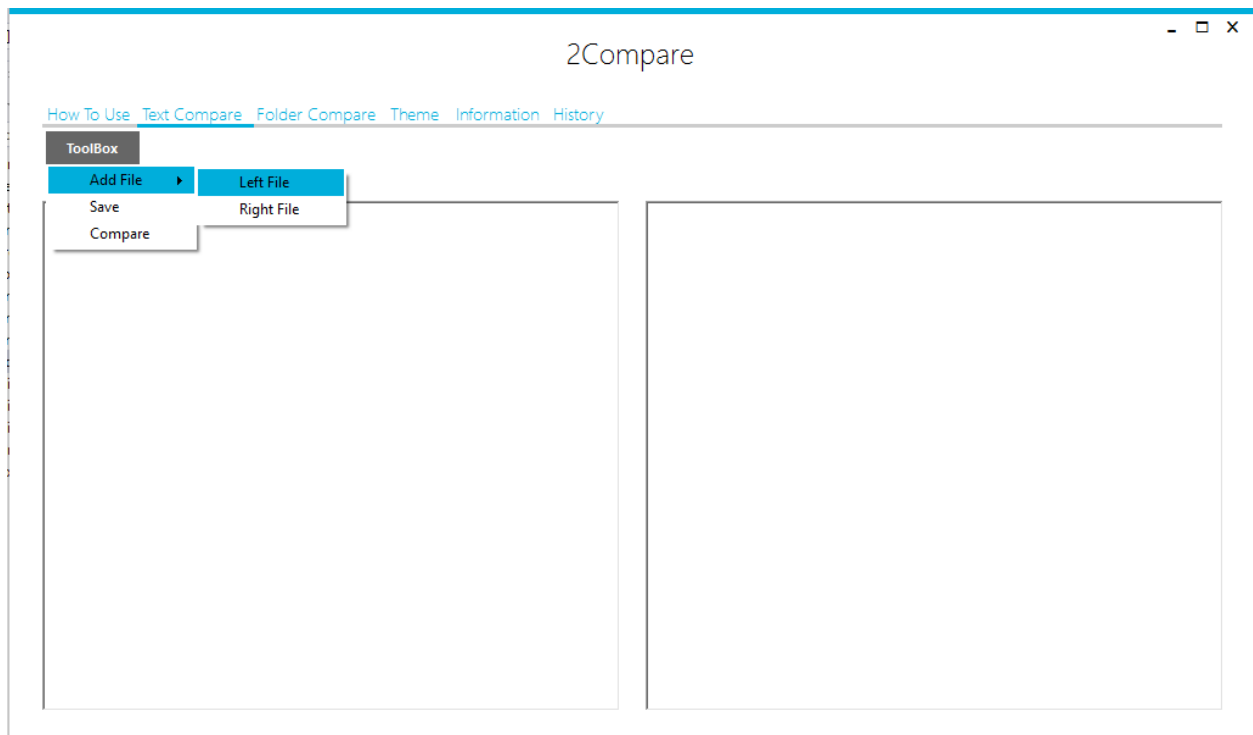 2Compare
How To Use Text Compare Folder Compare Theme Information History
ToolBox
Add File
Left File
Save
Right File
Compare